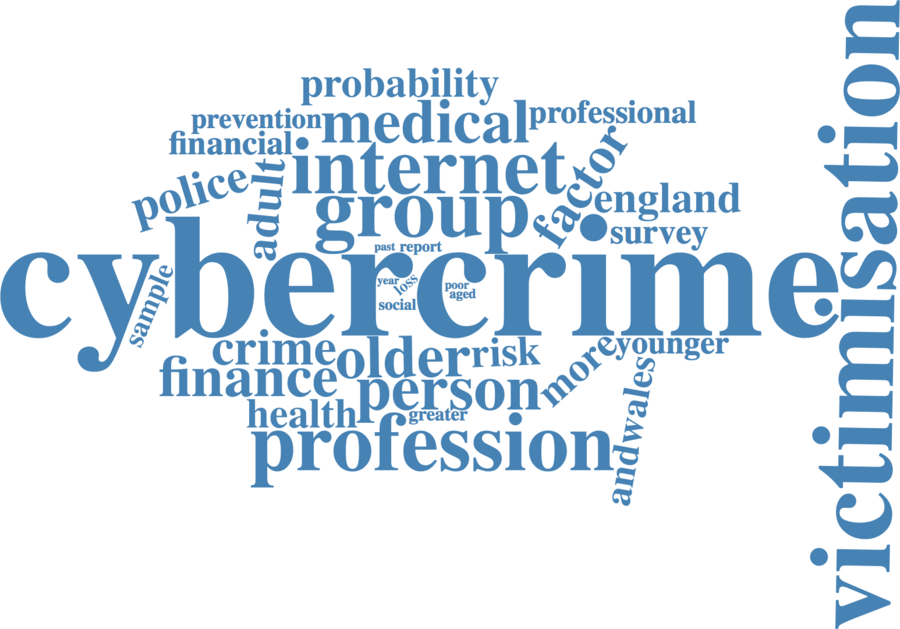 probability
prevention
medical
professional
financial
internet
factor
police
adult
group
england
survey
past
report
cybercrime
victimisation
sample
year
loss
poor
aged
social
crime
older
risk
more
younger
finance
person
health
greater
andwales
profession